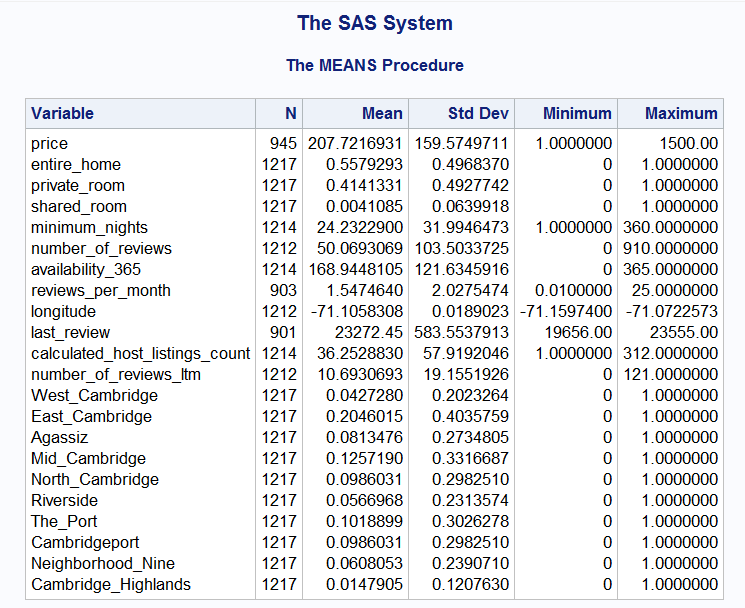 The SAS System
The MEANS Procedure
Variable N Mean Std Dev Minimum Maximum
price 945 207.7216931 159.5749711 1.0000000 1500.00
entire_home 1217 0.5579293 0.4968370 0 1.0000000
private_room 1217 0.4141331 0.4927742 0 1.0000000
shared_room 1217 0.0041085 0.0639918 0 1.0000000
minimum_nights 1214 24.2322900 31.9946473 1.0000000 360.0000000
number_of_reviews 1212 50.0693069 103.5033725 0 910.0000000
availability_365 1214 168.9448105 121.6345916 0 365.0000000
reviews_per_month 903 1.5474640 2.0275474 0.0100000 25.0000000
longitude 1212 -71.1058308 0.0189023 -71.1597400 -71.0722573
last_review 901 23272.45 583.5537913 19656.00 23555.00
calculated_host_listings_count 1214 36.2528830 57.9192046 1.0000000 312.0000000
number_of_reviews_ltm 1212 10.6930693 19.1551926 0 121.0000000
West_Cambridge 1217 0.0427280 0.2023264 0 1.0000000
East_Cambridge 1217 0.2046015 0.4035759 0 1.0000000
Agassiz 1217 0.0813476 0.2734805 0 1.0000000
Mid_Cambridge 1217 0.1257190 0.3316687 0 1.0000000
North_Cambridge 1217 0.0986031 0.2982510 0 1.0000000
Riverside 1217 0.0566968 0.2313574 0 1.0000000
The_Port 1217 0.1018899 0.3026278 0 1.0000000
Cambridgeport 1217 0.0986031 0.2982510 0 1.0000000
Neighborhood_Nine 1217 0.0608053 0.2390710 0 1.0000000
Cambridge_Highlands 1217 0.0147905 0.1207630 0 1.0000000